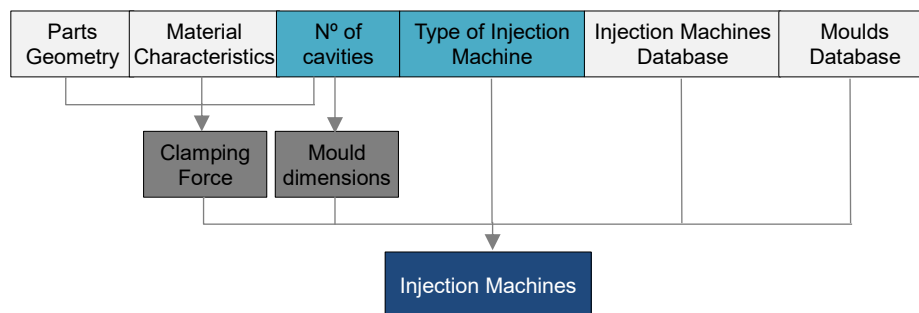 Parts
Geometry
Material
Characteristics
Nº of
cavities
Type of Injection
Machine
Injection Machines
Database
Moulds
Database
Clamping
Force
Mould
dimensions
Injection Machines